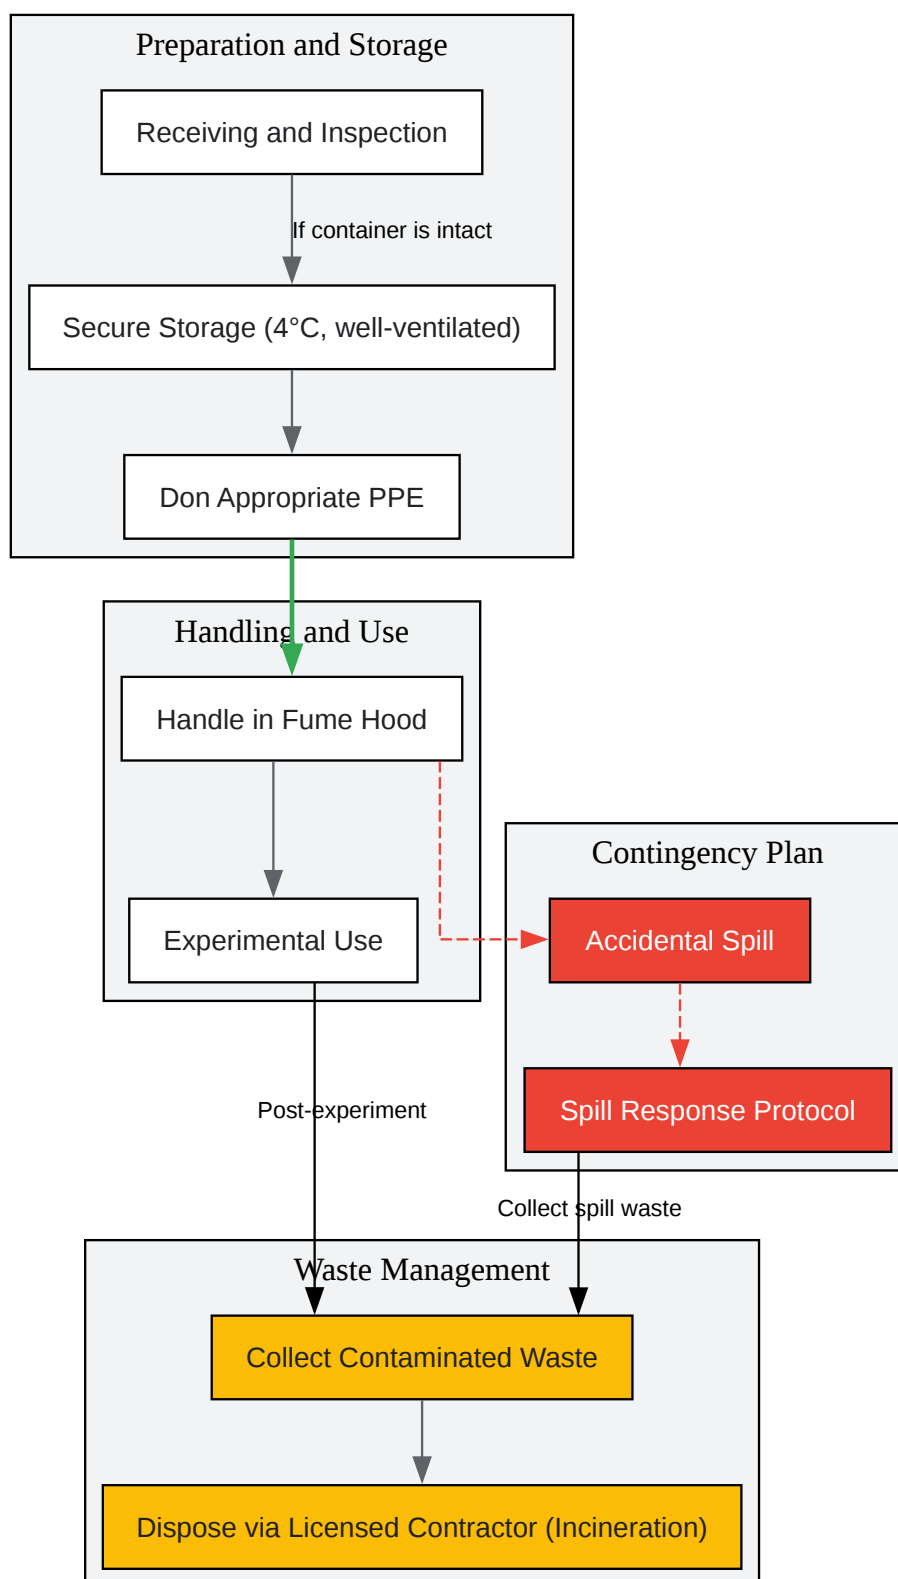 Preparation and Storage
Receiving and Inspection
If container is intact
Secure Storage (4°C, well-ventilated)
Don Appropriate PPE
Handling and Use
Handle in Fume Hood
Contingency Plan
Experimental Use
Accidental Spill
Post-experiment
Spill Response Protocol
Collect spill waste
Waste Management
Collect Contaminated Waste
Dispose via Licensed Contractor (Incineration)